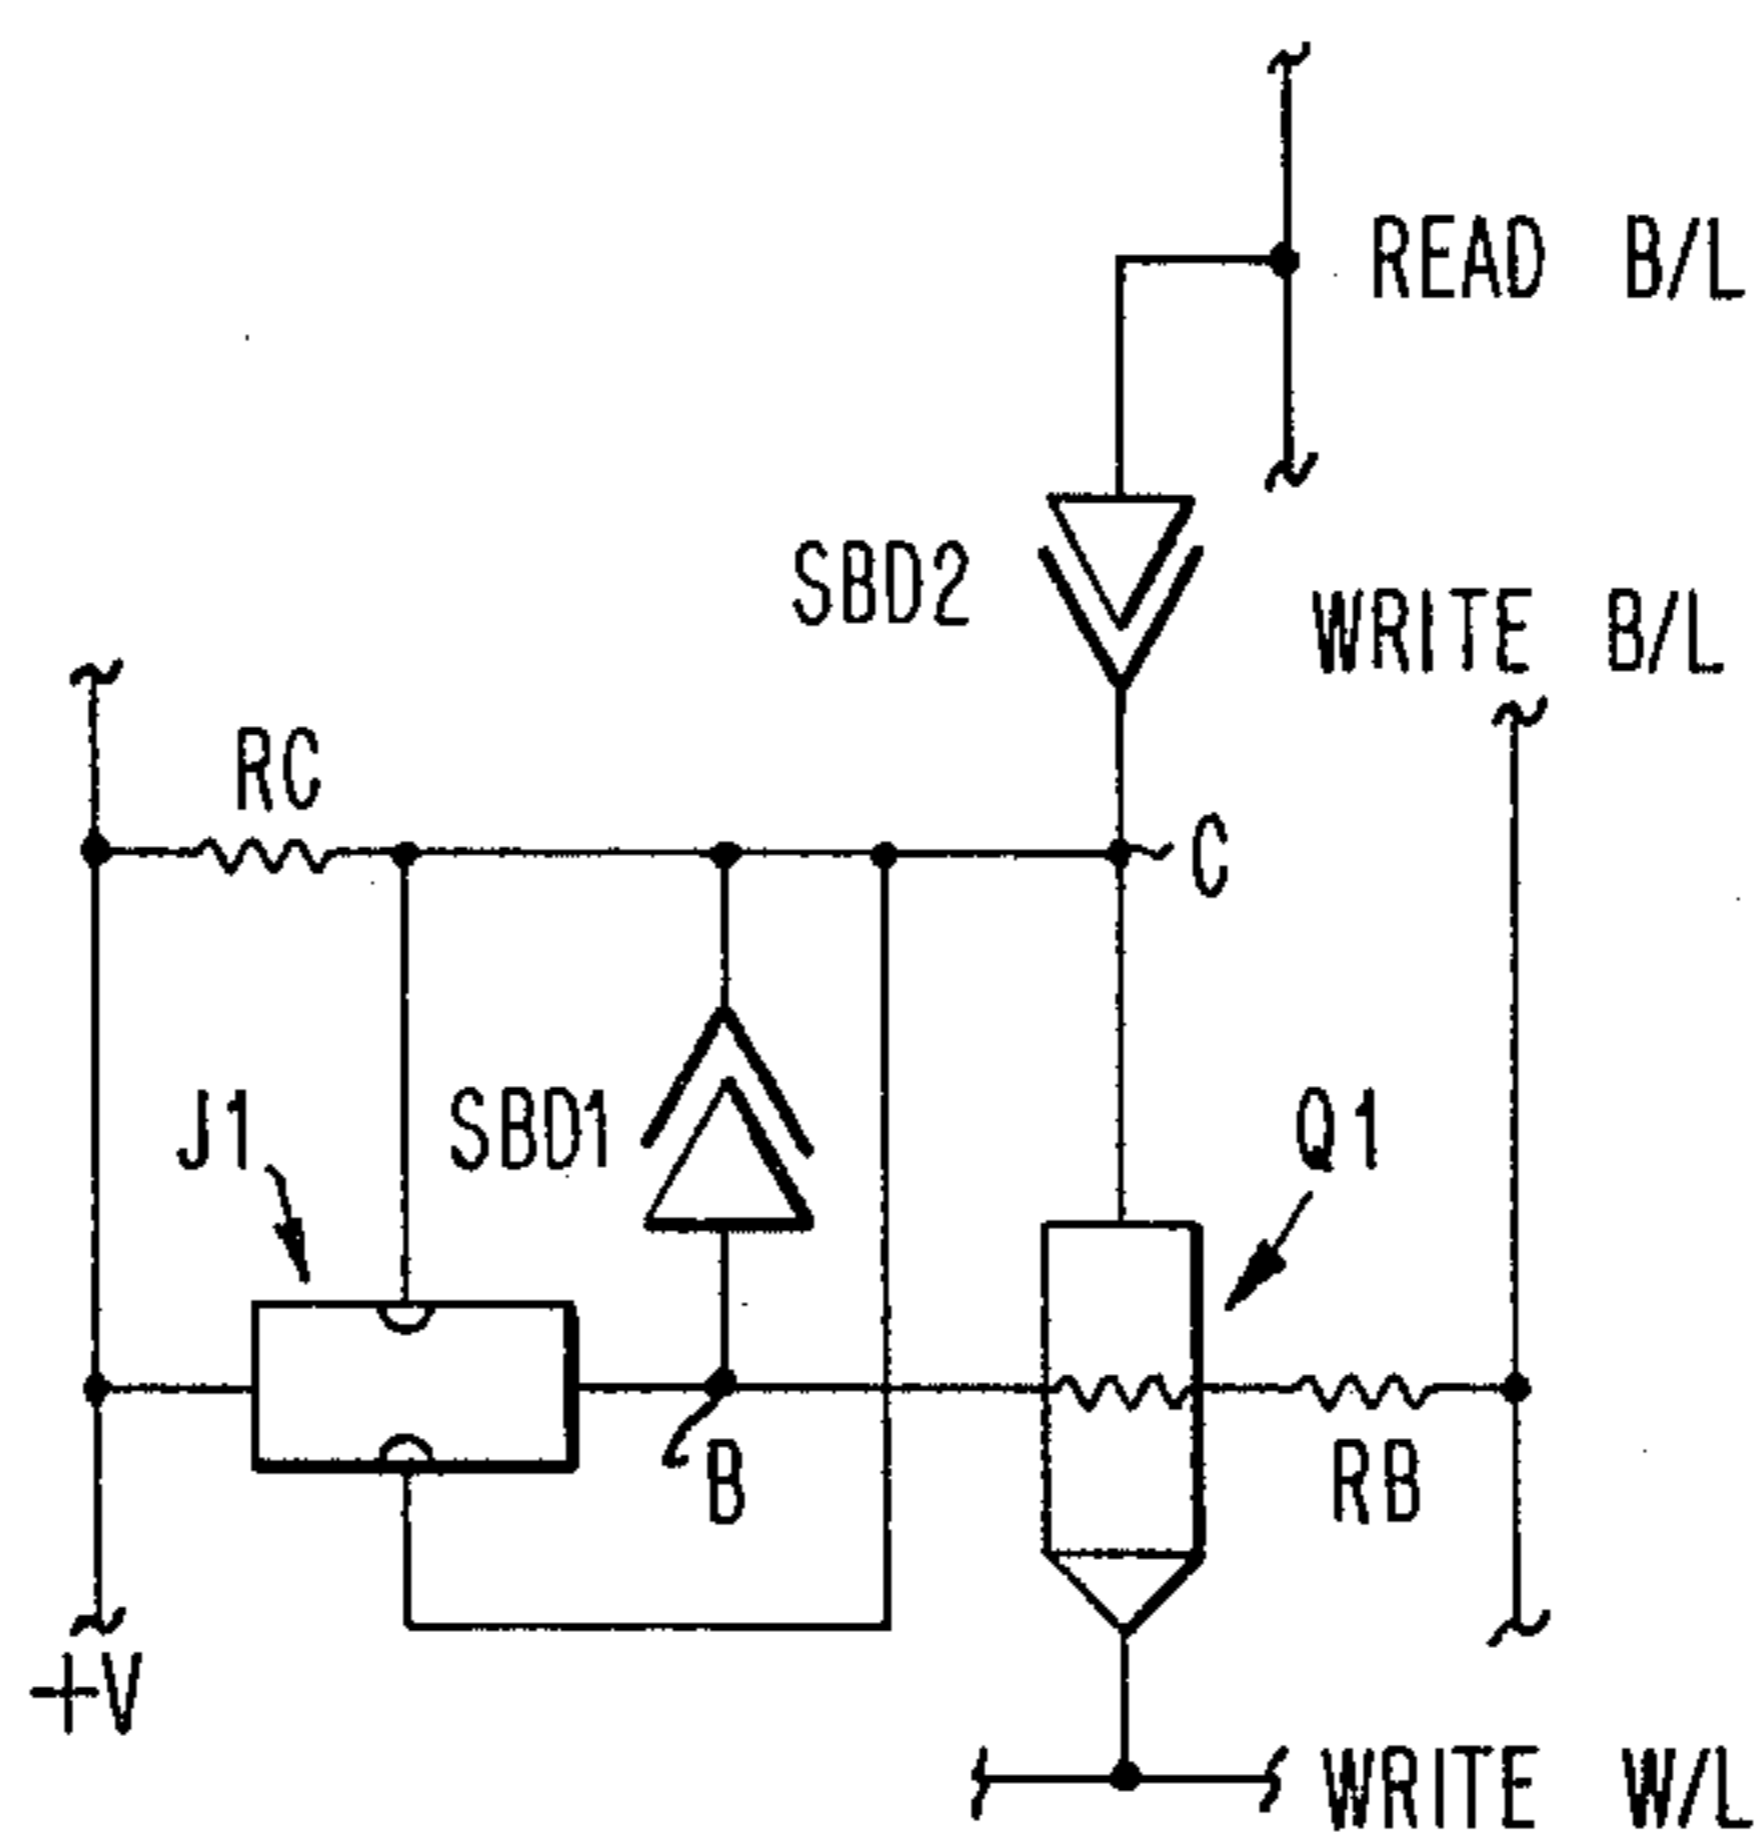 READ B/L
SBD2
WRITE B/L
RC
C
J1
SBD1
Q1
B
RB
+V
WRITE W/L